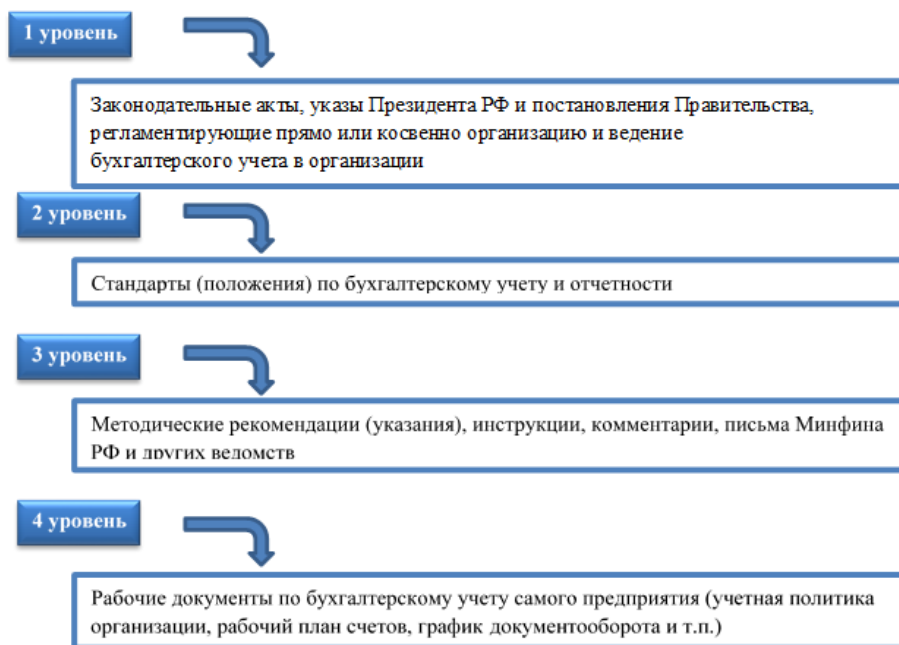 1 уровень
Законодательные акты, указы Президента РФ и постановления Правительства,
регламентирующие прямо или косвенно организацию и ведение
бухгалтерского учета в организации
2 уровень
Стандарты (положения) по бухгалтерскому учету и отчетности
3 уровень
Методические рекомендации (указания), инструкции, комментарии, письма Минфина
РФ и других ведомств
4 уровень
Рабочие документы по бухгалтерскому учету самого предприятия (учетная политика
организации, рабочий план счетов, график документооборота и т.п.)